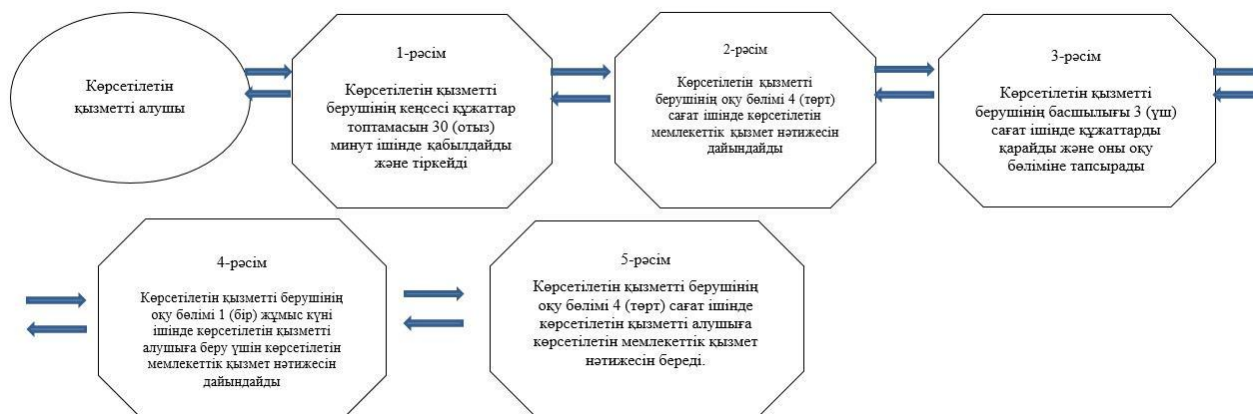 Көрсетілетін
қызметті алушы
1-рәсім
Көрсетілетін қызметті
берушінің кеңсесі құжаттар
топтамасын 30 (отыз)
минут ішінде қабылдайды
және тіркейді
2-рәсім
Көрсетілетін қызметті
берушінің оқу бөлімі 4 (төрт)
сағат ішінде көрсетілетін
мемлекеттік қызмет нәтижесін
дайындайды
3-рәсім
Көрсетілетін қызметті
берушінің басшылығы 3 (үш)
сағат ішінде құжаттарды
қарайды және оны оқу
бөліміне тапсырады
4-рәсім
Көрсетілетін қызметті берушінің
оқу бөлімі 1 (бір) жұмыс күні
ішінде көрсетілетін қызметті
алушыға беру үшін көрсетілетін
мемлекеттік қызмет нәтижесін
дайындайды
5-рәсім
Көрсетілетін қызметті берушінің
оқу бөлімі 4 (төрт) сағат ішінде
көрсетілетін қызметті алушыға
көрсетілетін мемлекеттік қызмет
нәтижесін береді.